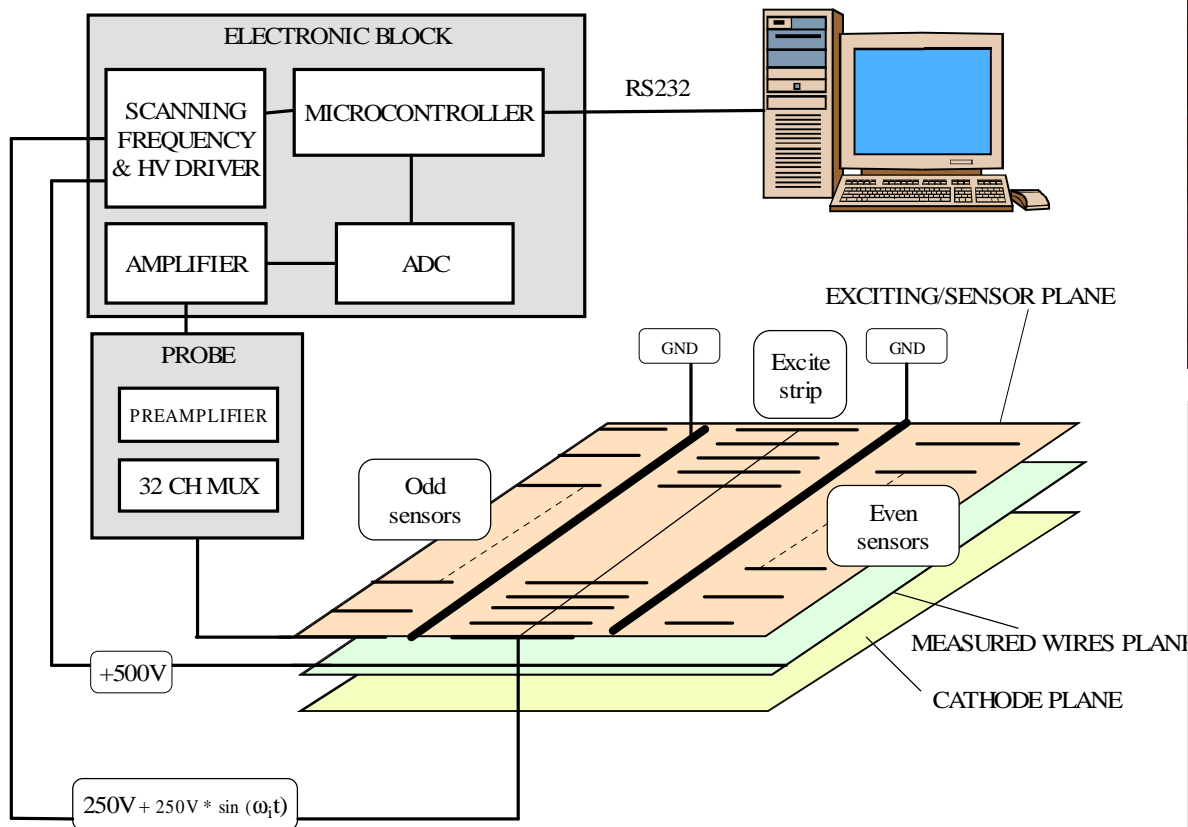 ELECTRONIC BLOCK
SCANNING
FREQUENCY
& HV DRIVER
MICROCONTROLLER
RS232
AMPLIFIER
ADC
EXCITING/SENSOR PLANE
PROBE
PREAMPLIFIER
32 CH MUX
GND
Excite
strip
GND
Odd
sensors
Even
sensors
MEASURED WIRES PLANE
+500V
CATHODE PLANE
250V + 250V * sin (ωᵢt)